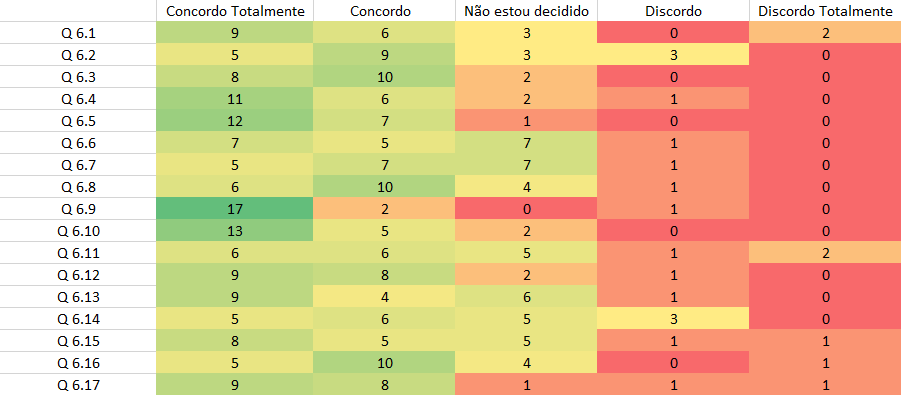 Concordo Totalmente Concordo Não estou decidido Discordo Discordo Totalmente
Q 6.1 9 6 3 0 2
Q 6.2 5 9 3 3 0
Q 6.3 8 10 2 0 0
Q 6.4 11 6 2 1 0
Q 6.5 12 7 1 0 0
Q 6.6 7 5 7 1 0
Q 6.7 5 7 7 1 0
Q 6.8 6 10 4 1 0
Q 6.9 17 2 0 1 0
Q 6.10 13 5 2 0 0
Q 6.11 6 6 5 1 2
Q 6.12 9 8 2 1 0
Q 6.13 9 4 6 1 0
Q 6.14 5 6 5 3 0
Q 6.15 8 5 5 1 1
Q 6.16 5 10 4 0 1
Q 6.17 9 8 1 1 1